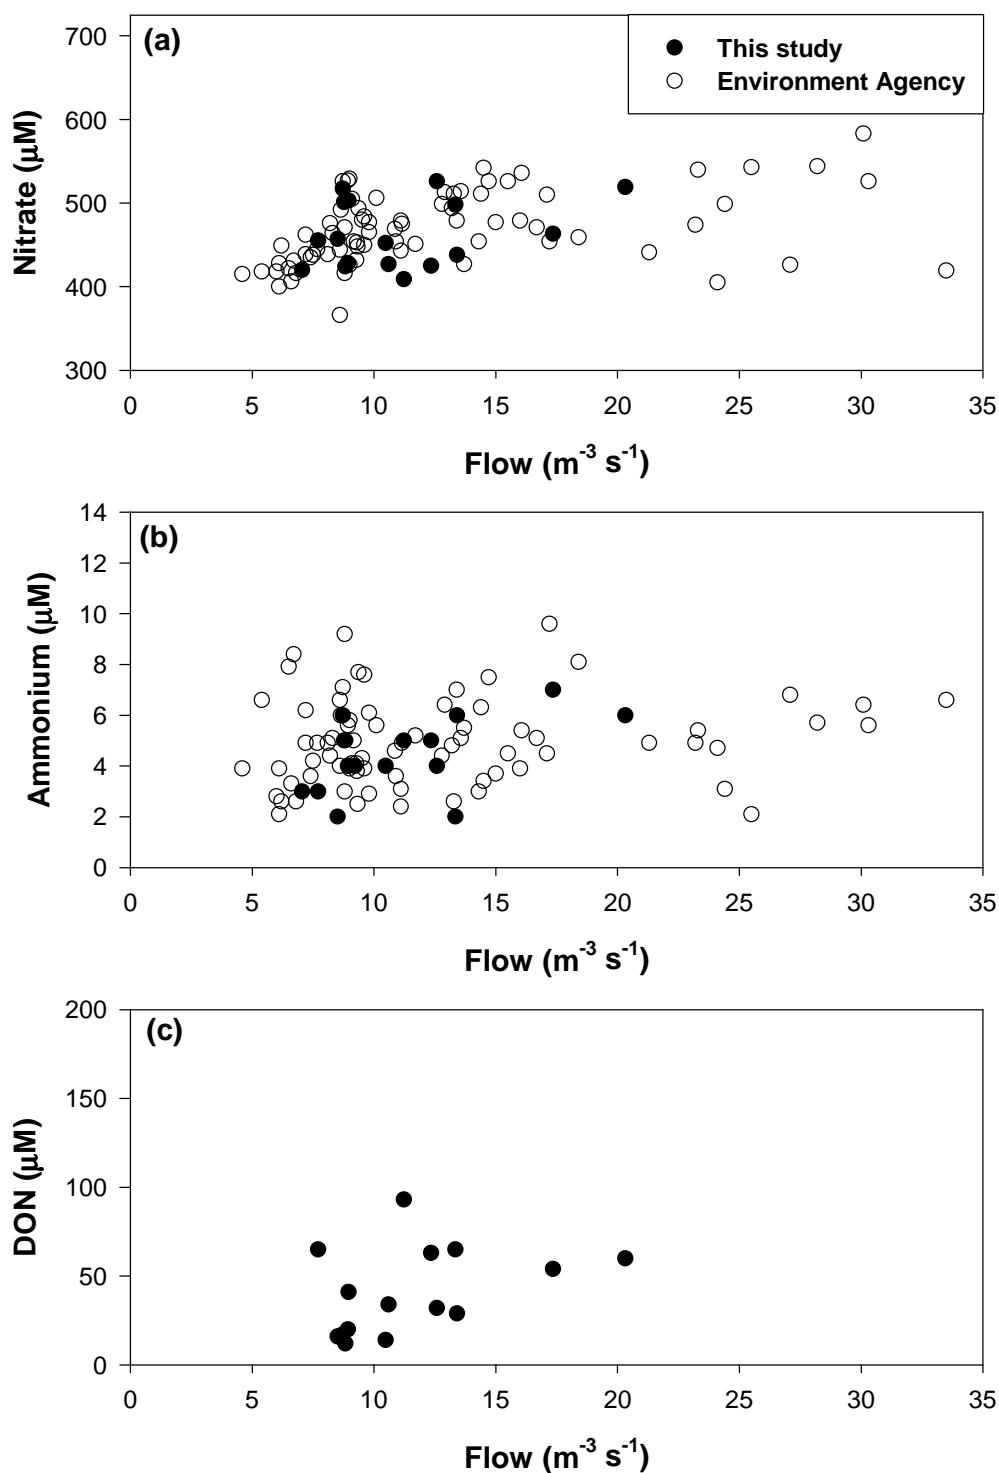 (a)
This study
Environment Agency
700
600
500
400
300
Nitrate (μM)
0 5 10 15 20 25 30 35
Flow (m⁻³ s⁻¹)
(b)
14
12
10
8
6
4
2
0
Ammonium (μM)
0 5 10 15 20 25 30 35
Flow (m⁻³ s⁻¹)
(c)
200
150
100
50
0
DON (μM)
0 5 10 15 20 25 30 35
Flow (m⁻³ s⁻¹)